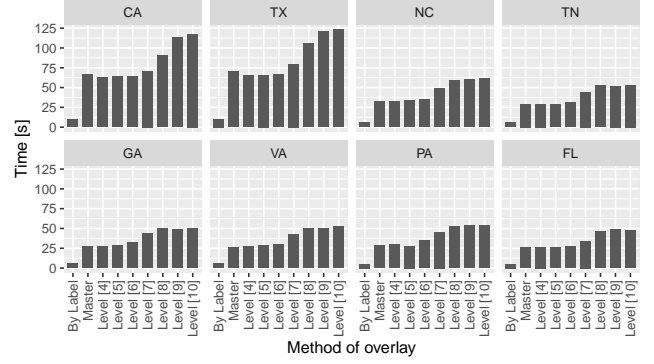 CA TX NC TN
125
100
75
50
25
0
GA VA PA FL
125
100
75
50
25
0
Time [s]
By Label Master Level [4] Level [5] Level [6] Level [7] Level [8] Level [9] Level [10]
By Label Master Level [4] Level [5] Level [6] Level [7] Level [8] Level [9] Level [10]
By Label Master Level [4] Level [5] Level [6] Level [7] Level [8] Level [9] Level [10]
By Label Master Level [4] Level [5] Level [6] Level [7] Level [8] Level [9] Level [10]
Method of overlay